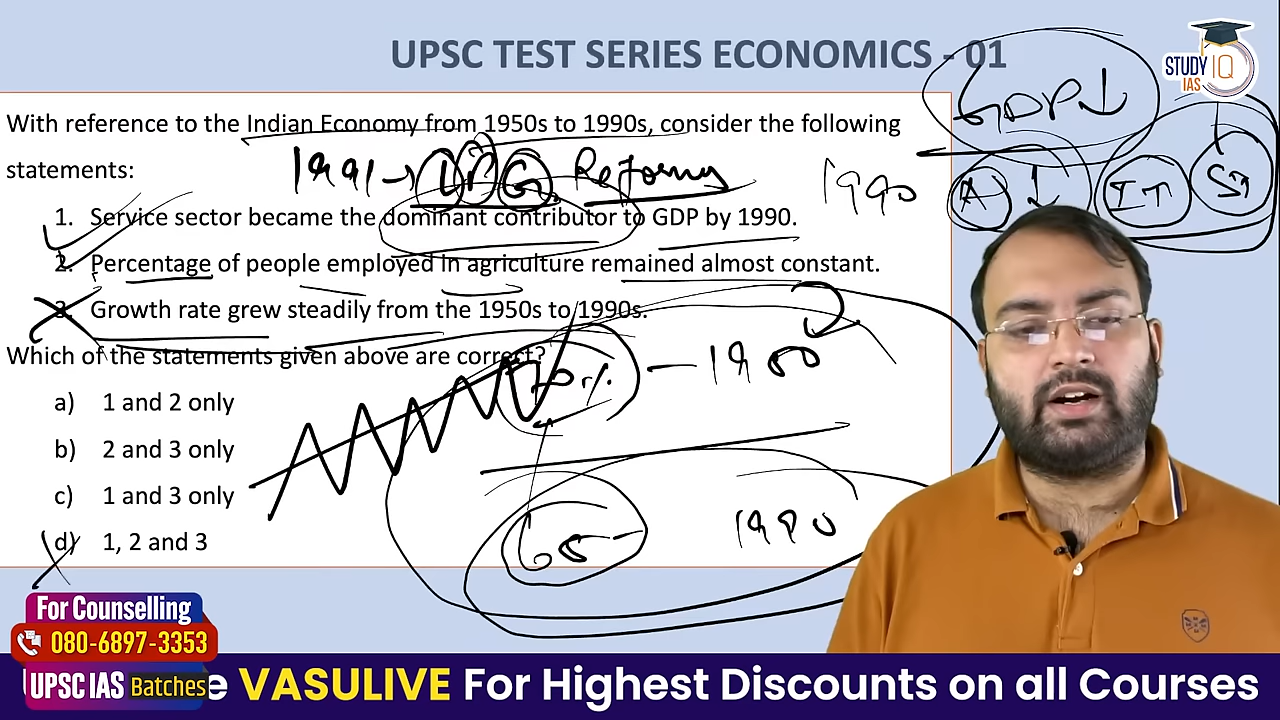 UPSC TEST SERIES ECONOMICS - 01
STUDY IQ
IAS
GDP↓
With reference to the Indian Economy from 1950s to 1990s, consider the following
statements:
1991→ LPG Reforms
1990
A ↓ IT
1. Service sector became the dominant contributor to GDP by 1990.
2. Percentage of people employed in agriculture remained almost constant.
3. Growth rate grew steadily from the 1950s to 1990s.
Which of the statements given above are correct?
70% — 1950
a) 1 and 2 only
b) 2 and 3 only
c) 1 and 3 only
65 1990
d) 1, 2 and 3
For Counselling
080-6897-3353
UPSC IAS Batches
e VASULIVE For Highest Discounts on all Courses